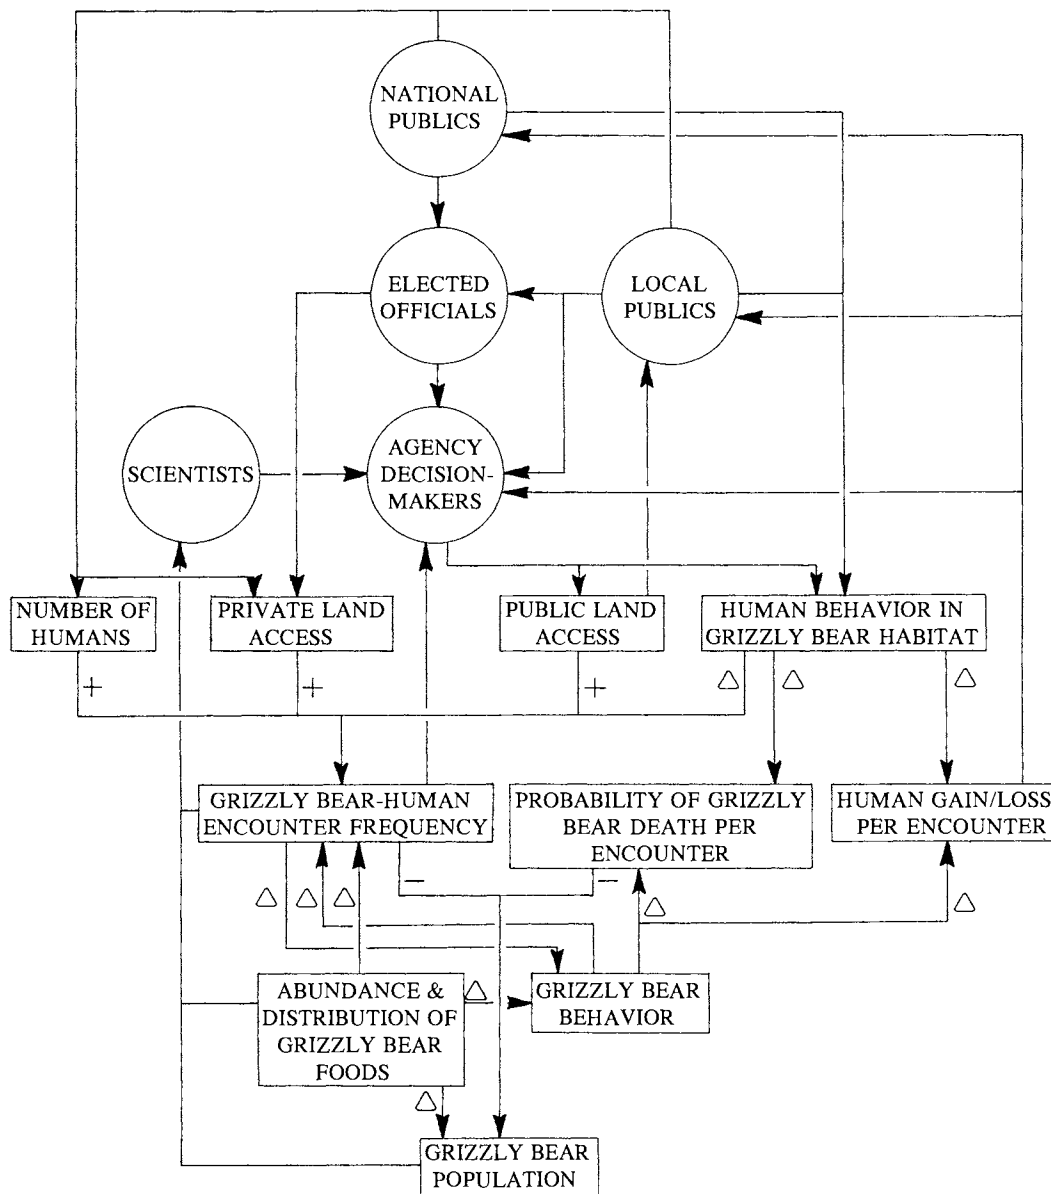 NATIONAL
PUBLICS
ELECTED
OFFICIALS
LOCAL
PUBLICS
SCIENTISTS
AGENCY
DECISION-
MAKERS
NUMBER OF
HUMANS
PRIVATE LAND
ACCESS
PUBLIC LAND
ACCESS
HUMAN BEHAVIOR IN
GRIZZLY BEAR HABITAT
+
+
+
△
△
△
GRIZZLY BEAR-HUMAN
ENCOUNTER FREQUENCY
PROBABILITY OF GRIZZLY
BEAR DEATH PER
ENCOUNTER
HUMAN GAIN/LOSS
PER ENCOUNTER
△
△
△
−
−
△
△
ABUNDANCE &
DISTRIBUTION OF
GRIZZLY BEAR
FOODS
△
GRIZZLY BEAR
BEHAVIOR
△
GRIZZLY BEAR
POPULATION